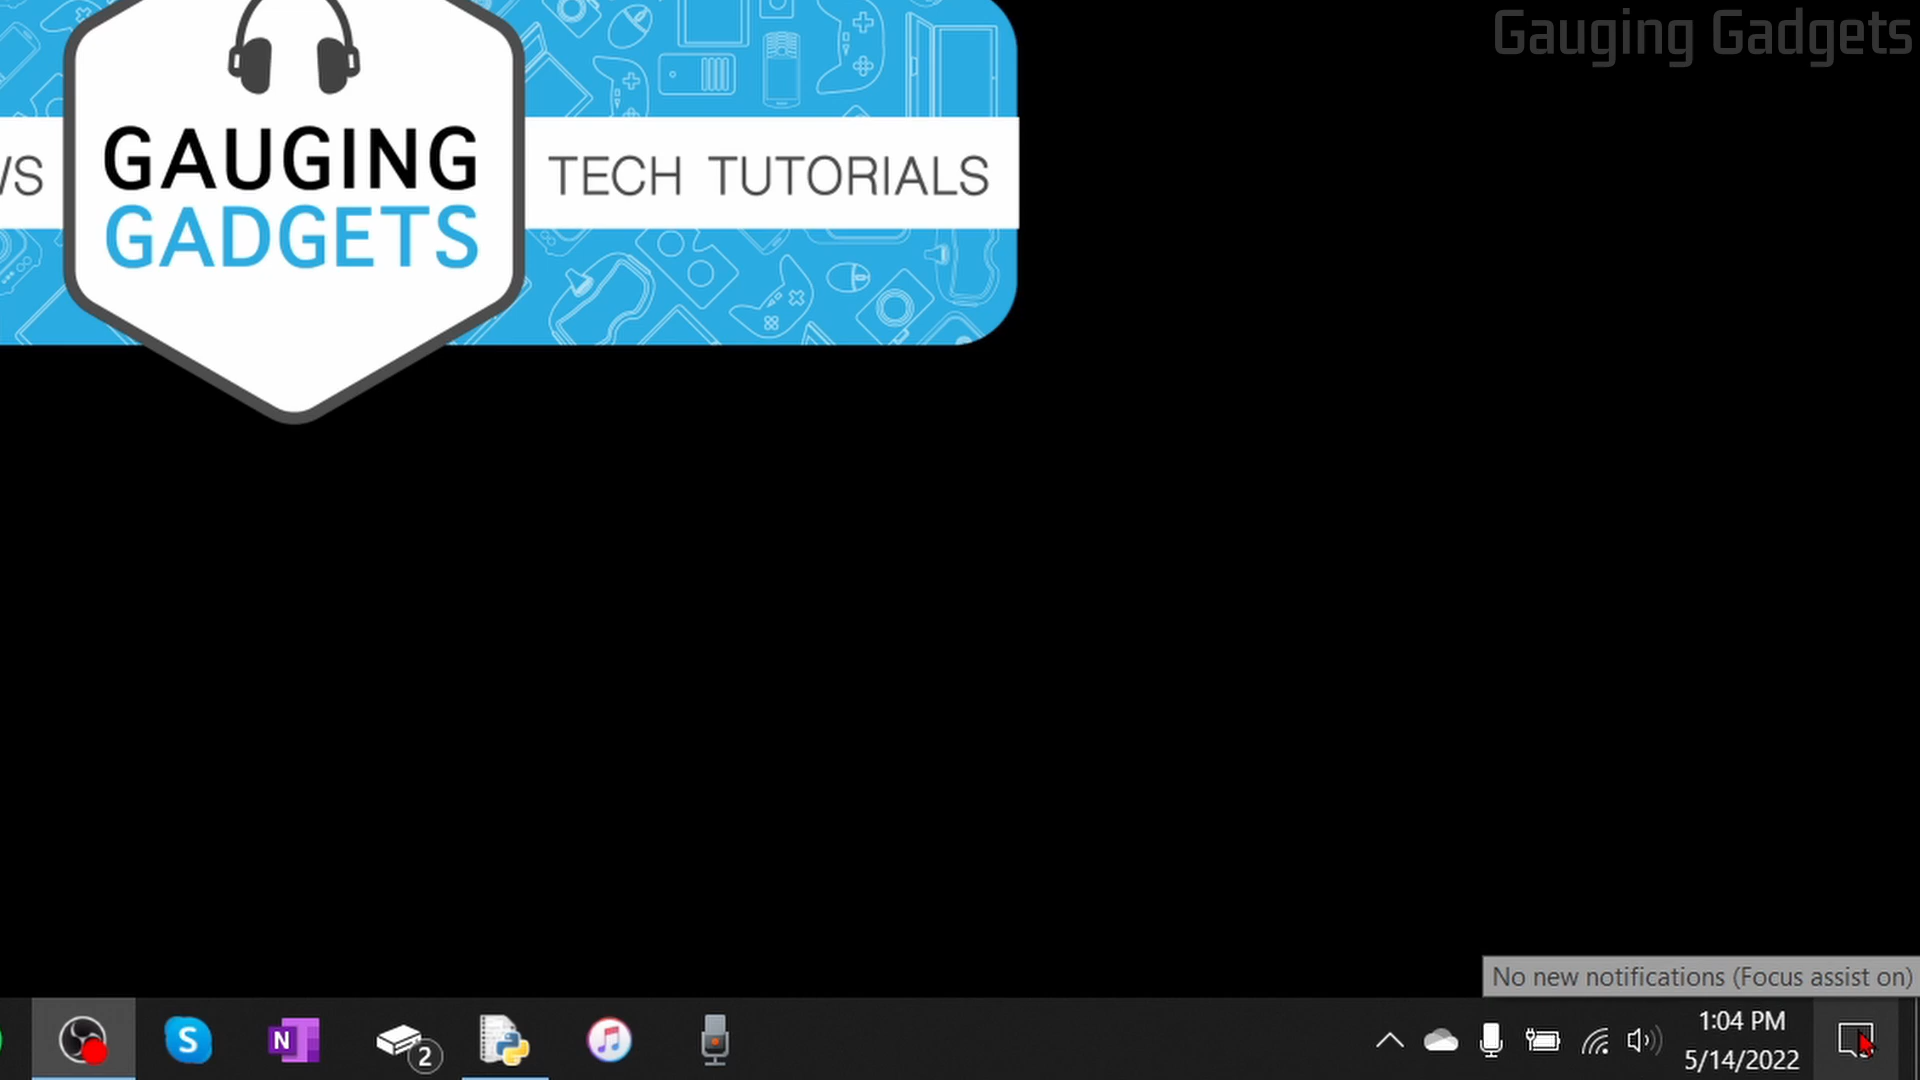 Gauging Gadgets
WS
GAUGING
GADGETS
TECH TUTORIALS
No new notifications (Focus assist on)
S
N
2
1:04 PM
5/14/2022